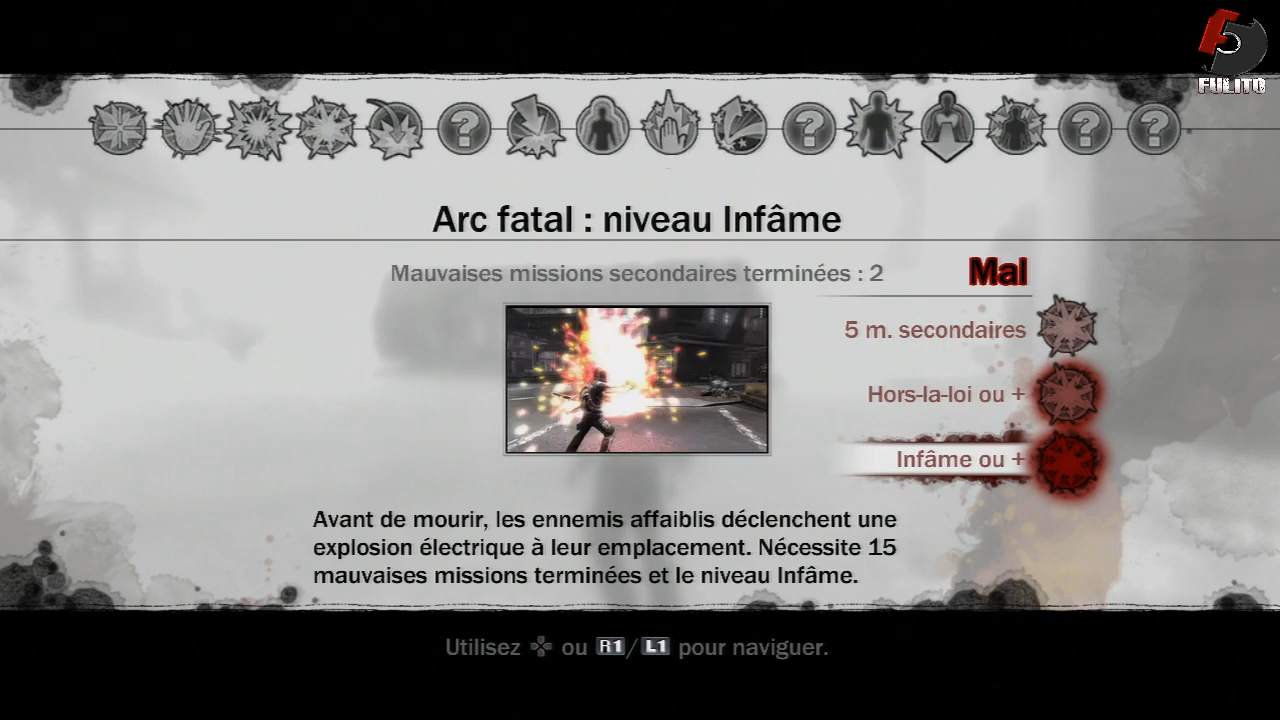 FULITO
? ? ? ?
Arc fatal : niveau Infâme
Mauvaises missions secondaires terminées : 2
Mal
5 m. secondaires
Hors-la-loi ou +
Infâme ou +
Avant de mourir, les ennemis affaiblis déclenchent une
explosion électrique à leur emplacement. Nécessite 15
mauvaises missions terminées et le niveau Infâme.
Utilisez ou R1/L1 pour naviguer.